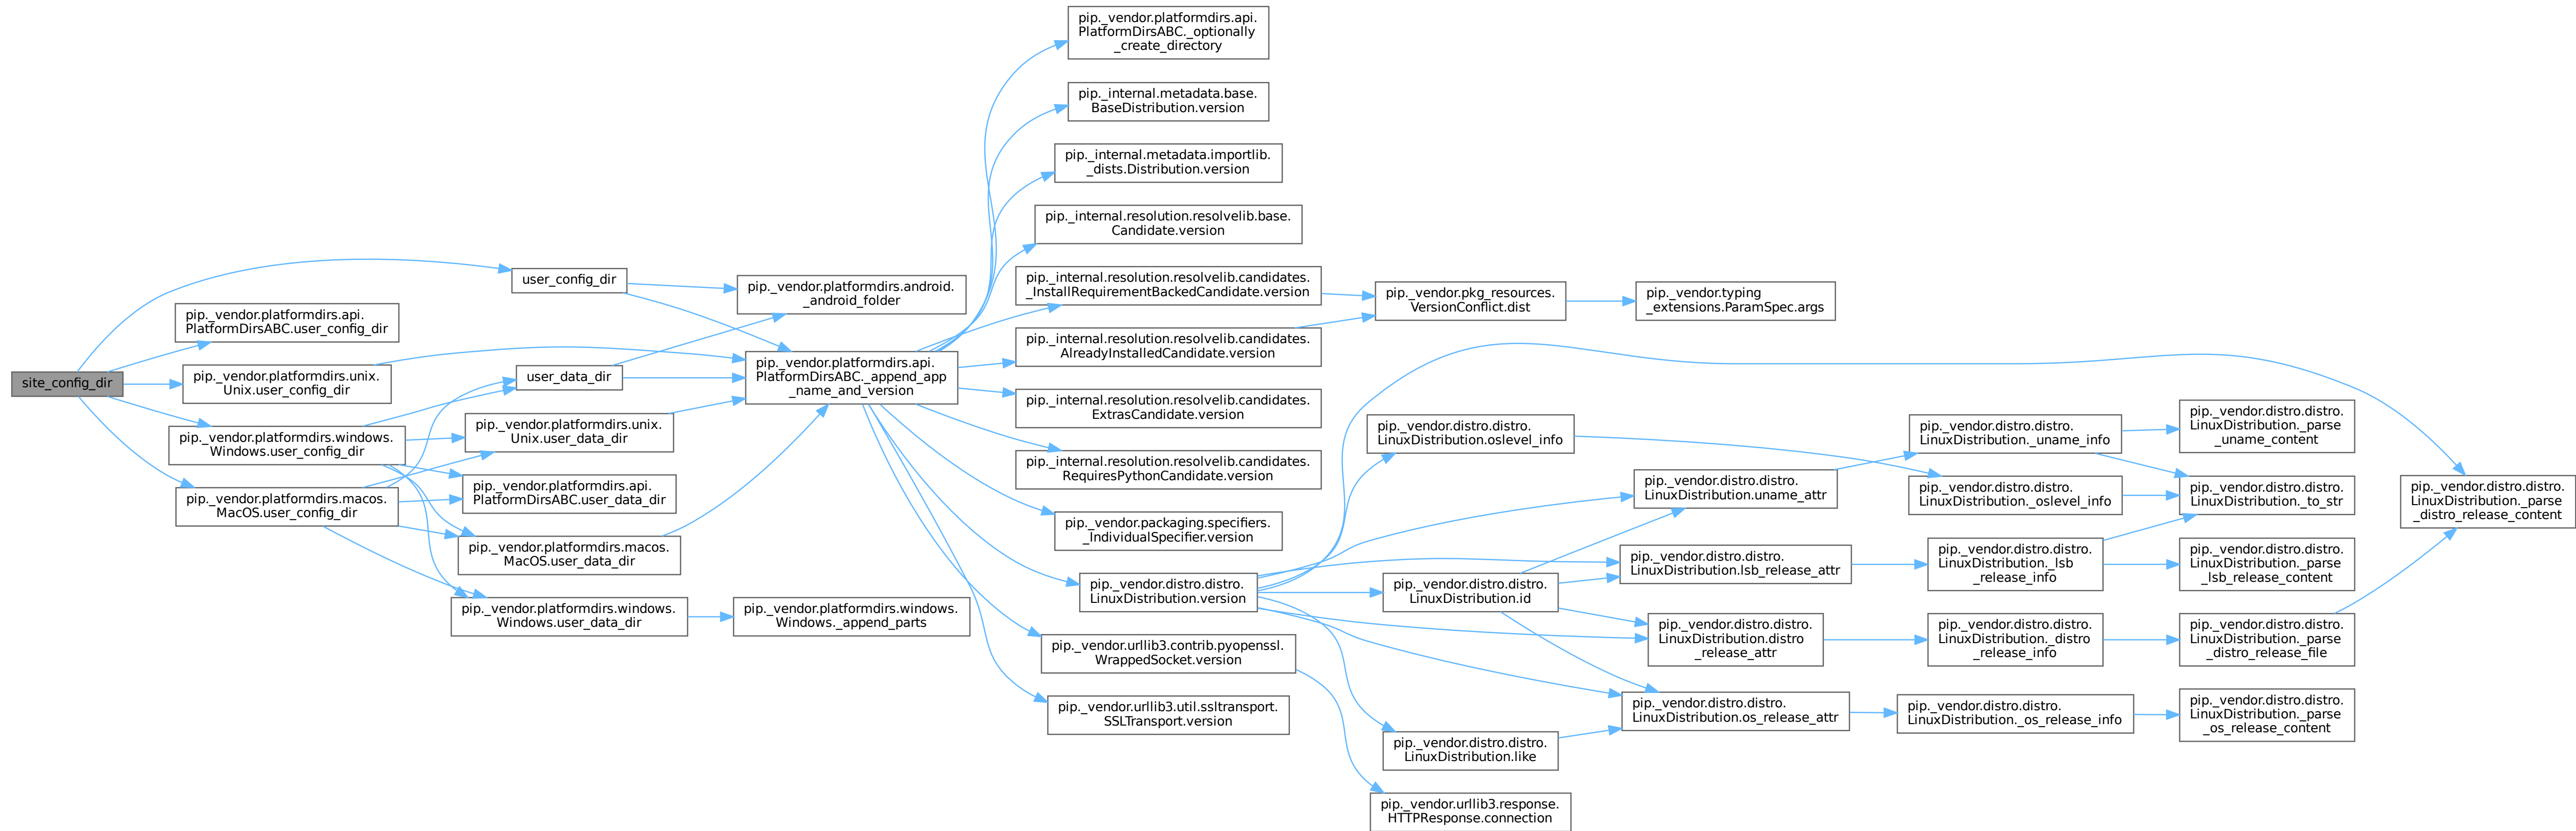 site_config_dir
user_config_dir
pip._vendor.platformdirs.api.
PlatformDirsABC.user_config_dir
pip._vendor.platformdirs.unix.
Unix.user_config_dir
pip._vendor.platformdirs.windows.
Windows.user_config_dir
pip._vendor.platformdirs.macos.
MacOS.user_config_dir
user_data_dir
pip._vendor.platformdirs.unix.
Unix.user_data_dir
pip._vendor.platformdirs.api.
PlatformDirsABC.user_data_dir
pip._vendor.platformdirs.macos.
MacOS.user_data_dir
pip._vendor.platformdirs.windows.
Windows.user_data_dir
pip._vendor.platformdirs.android.
_android_folder
pip._vendor.platformdirs.api.
PlatformDirsABC._append_app
_name_and_version
pip._vendor.platformdirs.windows.
Windows._append_parts
pip._vendor.platformdirs.api.
PlatformDirsABC._optionally
_create_directory
pip._internal.metadata.base.
BaseDistribution.version
pip._internal.metadata.importlib.
_dists.Distribution.version
pip._internal.resolution.resolvelib.base.
Candidate.version
pip._internal.resolution.resolvelib.candidates.
_InstallRequirementBackedCandidate.version
pip._internal.resolution.resolvelib.candidates.
AlreadyInstalledCandidate.version
pip._internal.resolution.resolvelib.candidates.
ExtrasCandidate.version
pip._internal.resolution.resolvelib.candidates.
RequiresPythonCandidate.version
pip._vendor.packaging.specifiers.
_IndividualSpecifier.version
pip._vendor.distro.distro.
LinuxDistribution.version
pip._vendor.urllib3.contrib.pyopenssl.
WrappedSocket.version
pip._vendor.urllib3.util.ssltransport.
SSLTransport.version
pip._vendor.pkg_resources.
VersionConflict.dist
pip._vendor.distro.distro.
LinuxDistribution.oslevel_info
pip._vendor.distro.distro.
LinuxDistribution.id
pip._vendor.distro.distro.
LinuxDistribution.like
pip._vendor.urllib3.response.
HTTPResponse.connection
pip._vendor.typing
_extensions.ParamSpec.args
pip._vendor.distro.distro.
LinuxDistribution.uname_attr
pip._vendor.distro.distro.
LinuxDistribution.lsb_release_attr
pip._vendor.distro.distro.
LinuxDistribution.distro
_release_attr
pip._vendor.distro.distro.
LinuxDistribution.os_release_attr
pip._vendor.distro.distro.
LinuxDistribution._uname_info
pip._vendor.distro.distro.
LinuxDistribution._oslevel_info
pip._vendor.distro.distro.
LinuxDistribution._lsb
_release_info
pip._vendor.distro.distro.
LinuxDistribution._distro
_release_info
pip._vendor.distro.distro.
LinuxDistribution._os_release_info
pip._vendor.distro.distro.
LinuxDistribution._parse
_uname_content
pip._vendor.distro.distro.
LinuxDistribution._to_str
pip._vendor.distro.distro.
LinuxDistribution._parse
_lsb_release_content
pip._vendor.distro.distro.
LinuxDistribution._parse
_distro_release_file
pip._vendor.distro.distro.
LinuxDistribution._parse
_os_release_content
pip._vendor.distro.distro.
LinuxDistribution._parse
_distro_release_content